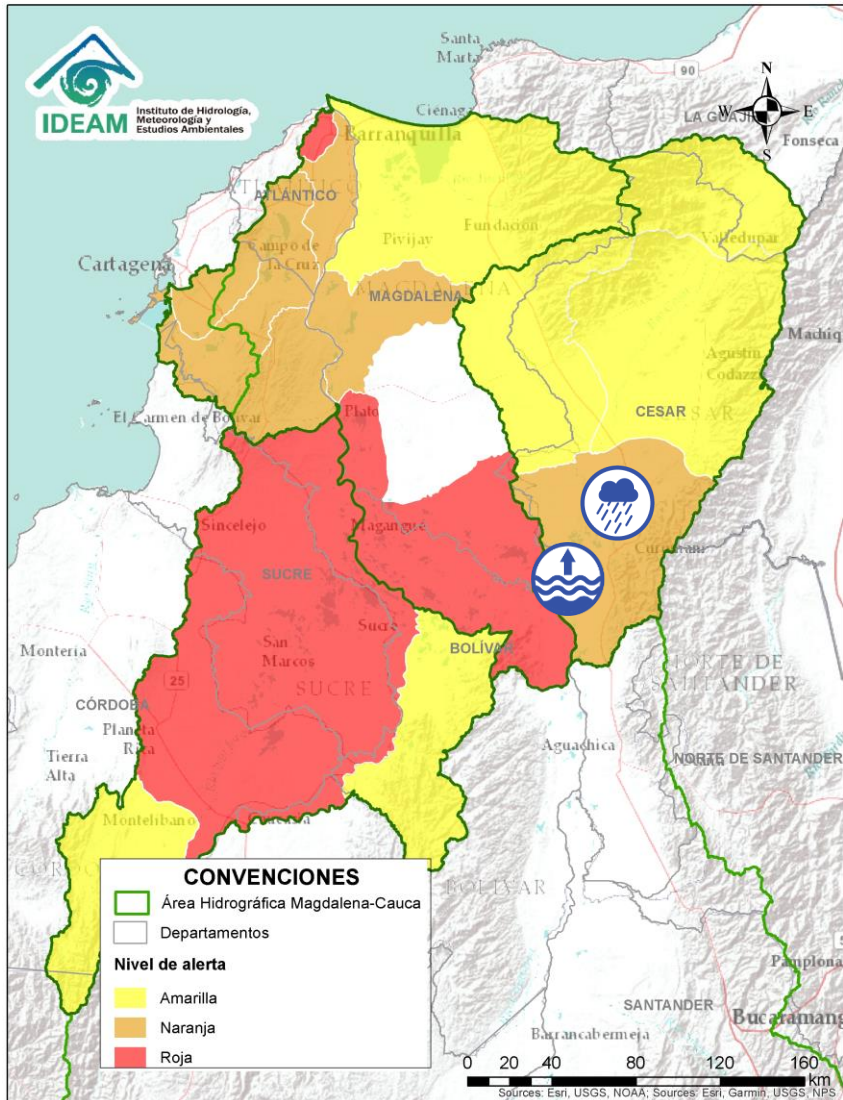 IDEAM
Instituto de Hidrología,
Meteorología y
Estudios Ambientales
Santa
Marta
90
N
W
E
S
Ciénaga
LA GUAJI
Fonseca
Barranquilla
ATLÁNTICO
Fundación
Pivijay
Valledupar
Campo de
la Cruz
Cartagena
MAGDALENA
Machiq
Agustín
Codazzi
El Carmen de Bolívar
Plato
CESAR
Sincelejo
Magangué
Curumaní
SUCRE
Sucre
BOLÍVAR
San
Marcos
SUCRE
Montería
25
NORTE DE
SANTANDER
CÓRDOBA
Planeta
Rica
Aguachica
Tierra
Alta
NORTE DE SANTANDER
Montelíbano
BOLÍVAR
CONVENCIONES
Área Hidrográfica Magdalena-Cauca
Departamentos
Nivel de alerta
Amarilla
Naranja
Roja
Pamplona
SANTANDER
Bucaramang
Barrancabermeja
0 20 40 80 120 160
km
Sources: Esri, USGS, NOAA; Sources: Esri, Garmin, USGS, NPS